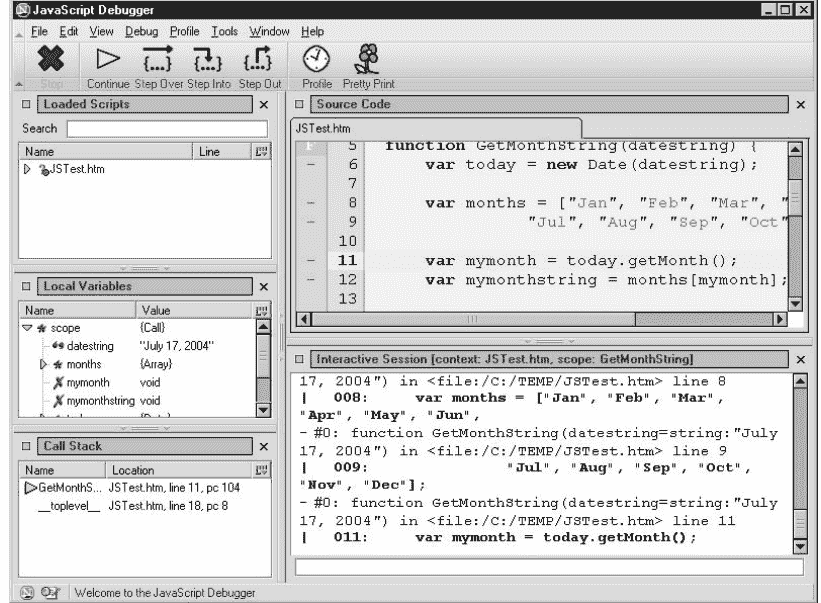 JavaScript Debugger
File Edit View Debug Profile Tools Window Help
Stop Continue Step Over Step Into Step Out Profile Pretty Print
Loaded Scripts
Search
Name Line
JSTest.htm
Local Variables
Name Value
scope {Call}
datestring "July 17, 2004"
months {Array}
mymonth void
mymonthstring void
Call Stack
Name Location
GetMonthS... JSTest.htm, line 11, pc 104
__toplevel__ JSTest.htm, line 18, pc 8
Source Code
JSTest.htm
5 function GetMonthString(datestring) {
6 var today = new Date(datestring);
7
8 var months = ["Jan", "Feb", "Mar", "
9 "Jul", "Aug", "Sep", "Oct"
10
11 var mymonth = today.getMonth();
12 var mymonthstring = months[mymonth];
13
Interactive Session [context: JSTest.htm, scope: GetMonthString]
17, 2004") in <file:/C:/TEMP/JSTest.htm> line 8
| 008: var months = ["Jan", "Feb", "Mar",
"Apr", "May", "Jun",
- #0: function GetMonthString(datestring=string:"July
17, 2004") in <file:/C:/TEMP/JSTest.htm> line 9
| 009: "Jul", "Aug", "Sep", "Oct",
"Nov", "Dec"];
- #0: function GetMonthString(datestring=string:"July
17, 2004") in <file:/C:/TEMP/JSTest.htm> line 11
| 011: var mymonth = today.getMonth();
Welcome to the JavaScript Debugger